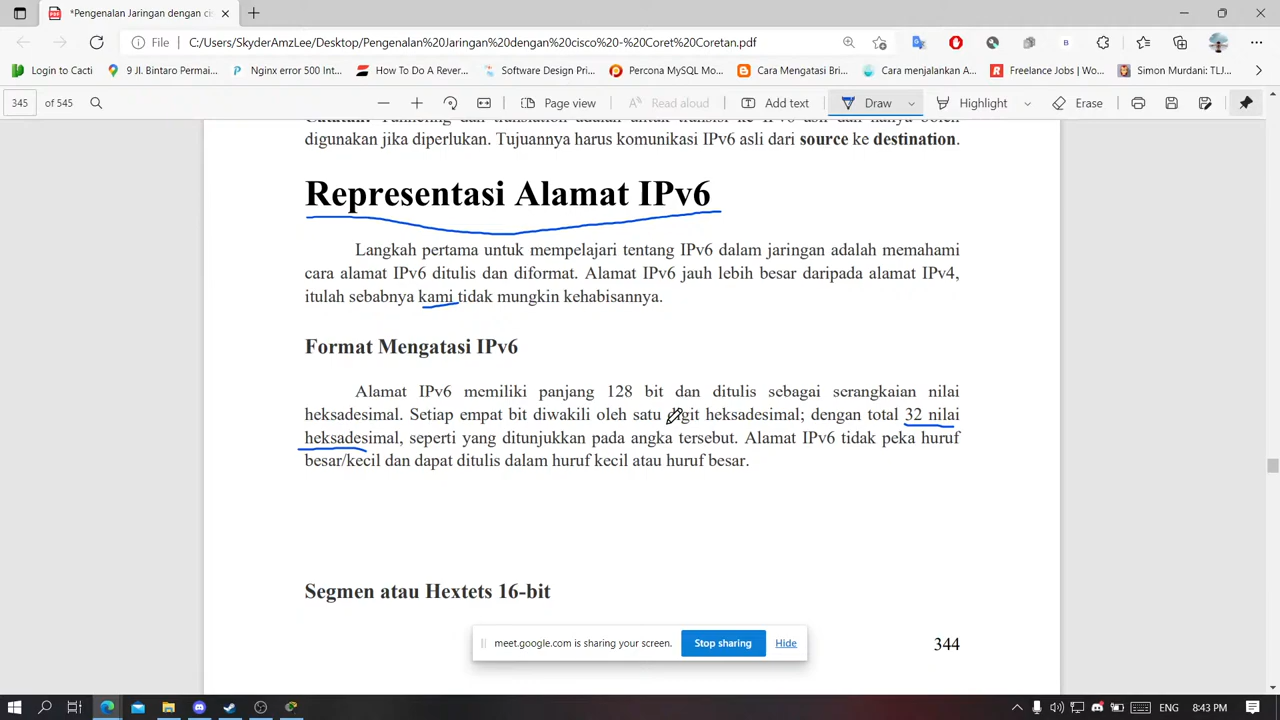 *Pengenalan Jaringan dengan cis
File
C:/Users/SkyderAmzLee/Desktop/Pengenalan%20Jaringan%20dengan%20cisco%20-%20Coret%20Coretan.pdf
Login to Cacti
9 Jl. Bintaro Permai...
Nginx error 500 Int...
How To Do A Rever...
Software Design Pri...
Percona MySQL Mo...
Cara Mengatasi Bri...
Cara menjalankan A...
Freelance Jobs | Wo...
Simon Murdani: TLJ...
345 of 545
Page view
Read aloud
Add text
Draw
Highlight
Erase
digunakan jika diperlukan. Tujuannya harus komunikasi IPv6 asli dari source ke destination.
Representasi Alamat IPv6
Langkah pertama untuk mempelajari tentang IPv6 dalam jaringan adalah memahami
cara alamat IPv6 ditulis dan diformat. Alamat IPv6 jauh lebih besar daripada alamat IPv4,
itulah sebabnya kami tidak mungkin kehabisannya.
Format Mengatasi IPv6
Alamat IPv6 memiliki panjang 128 bit dan ditulis sebagai serangkaian nilai
heksadesimal. Setiap empat bit diwakili oleh satu digit heksadesimal; dengan total 32 nilai
heksadesimal, seperti yang ditunjukkan pada angka tersebut. Alamat IPv6 tidak peka huruf
besar/kecil dan dapat ditulis dalam huruf kecil atau huruf besar.
Segmen atau Hextets 16-bit
meet.google.com is sharing your screen.
Stop sharing
Hide
344
ENG
8:43 PM